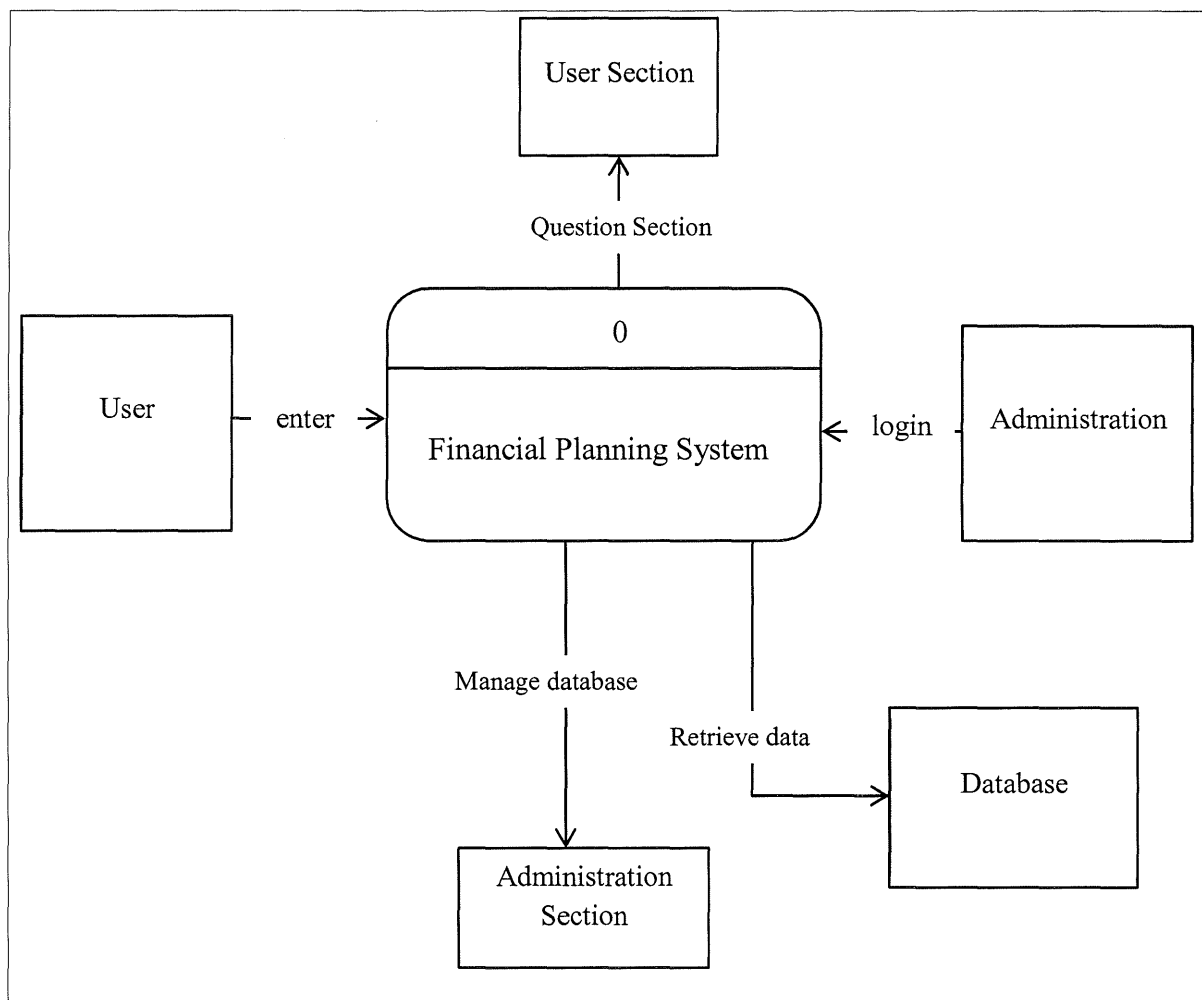 User Section
Question Section
0
User
enter
Financial Planning System
login
Administration
Manage database
Retrieve data
Database
Administration
Section